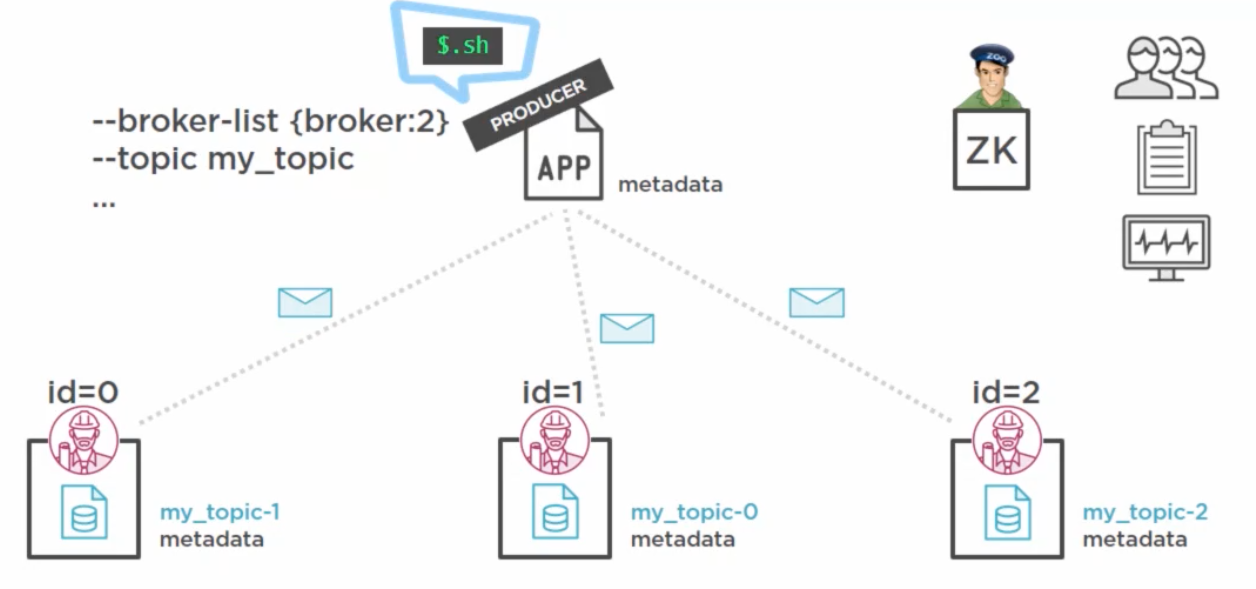 $.sh
PRODUCER
--broker-list {broker:2}
--topic my_topic
...
APP
metadata
ZOO
ZK
id=0
id=1
id=2
my_topic-1
metadata
my_topic-0
metadata
my_topic-2
metadata